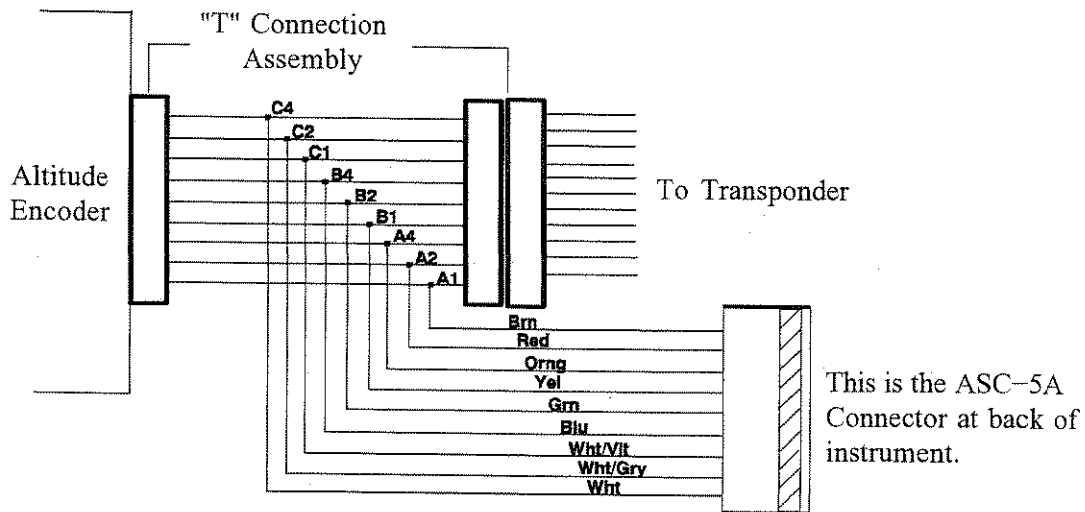 "T" Connection
Assembly
Altitude
Encoder
C4
C2
C1
B4
B2
B1
A4
A2
A1
To Transponder
Brn
Red
Orng
Yel
Grn
Blu
Wht/Vlt
Wht/Gry
Wht
This is the ASC-5A
Connector at back of
instrument.